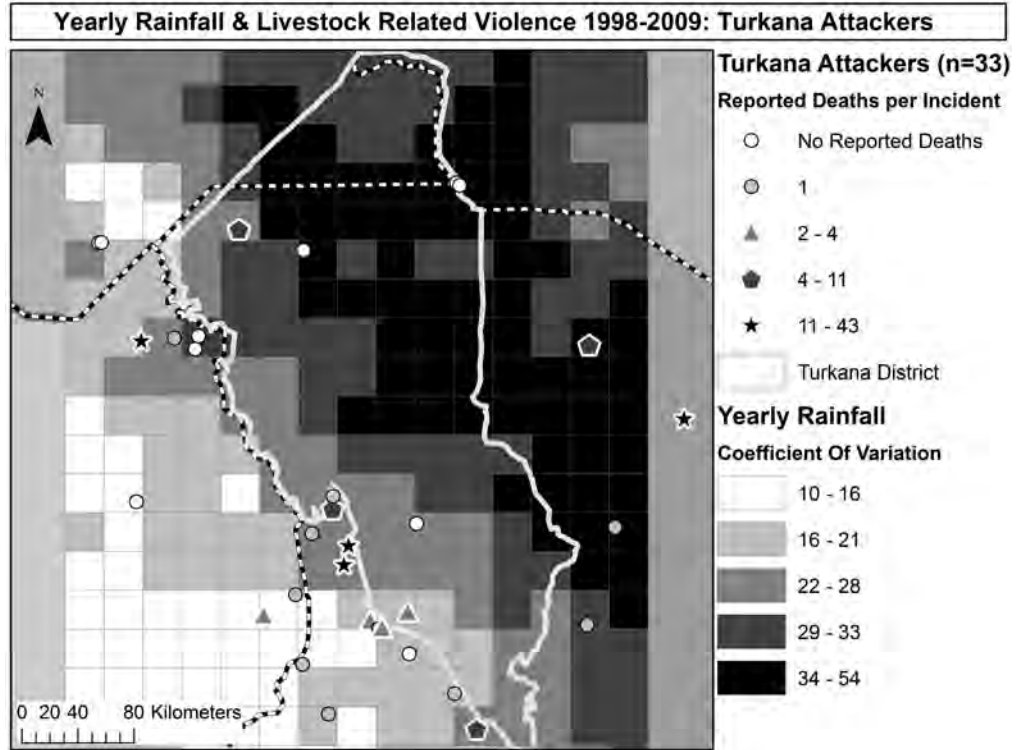 Yearly Rainfall & Livestock Related Violence 1998-2009: Turkana Attackers
N
Turkana Attackers (n=33)
Reported Deaths per Incident
No Reported Deaths
1
2 - 4
4 - 11
11 - 43
Turkana District
Yearly Rainfall
Coefficient Of Variation
10 - 16
16 - 21
22 - 28
29 - 33
34 - 54
0 20 40 80 Kilometers